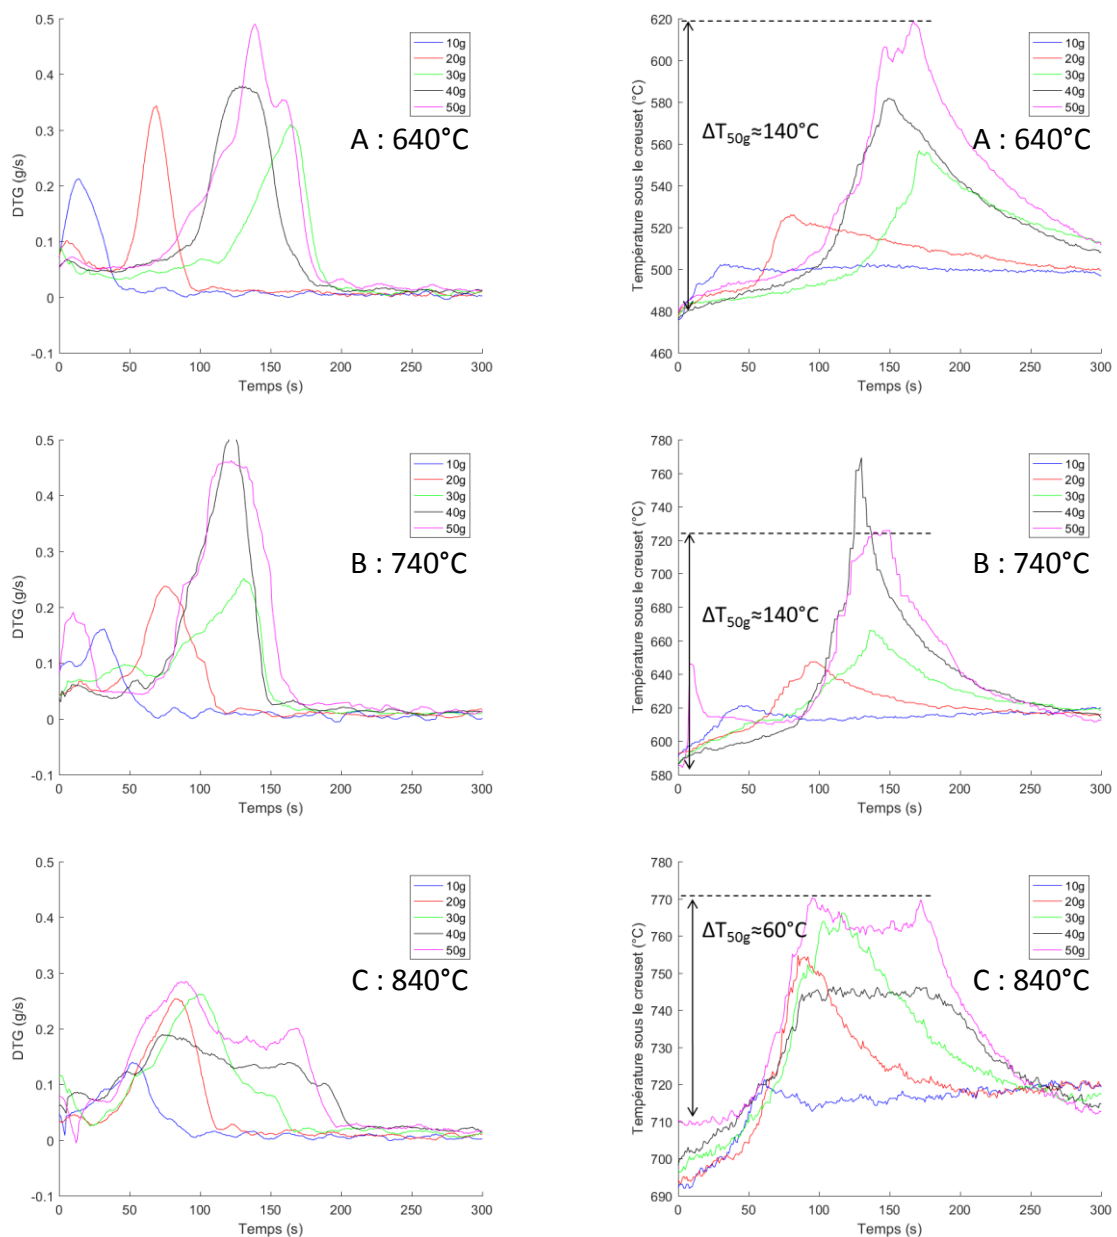 0.5
0.4
0.3
0.2
0.1
0
-0.1
DTG (g/s)
0 50 100 150 200 250 300
Temps (s)
10g
20g
30g
40g
50g
A : 640°C
620
600
580
560
540
520
500
480
460
Température sous le creuset (°C)
0 50 100 150 200 250 300
Temps (s)
10g
20g
30g
40g
50g
A : 640°C
ΔT50g≈140°C
0.5
0.4
0.3
0.2
0.1
0
-0.1
DTG (g/s)
0 50 100 150 200 250 300
Temps (s)
10g
20g
30g
40g
50g
B : 740°C
780
760
740
720
700
680
660
640
620
600
580
Température sous le creuset (°C)
0 50 100 150 200 250 300
Temps (s)
10g
20g
30g
40g
50g
B : 740°C
ΔT50g≈140°C
0.5
0.4
0.3
0.2
0.1
0
-0.1
DTG (g/s)
0 50 100 150 200 250 300
Temps (s)
10g
20g
30g
40g
50g
C : 840°C
780
770
760
750
740
730
720
710
700
690
Température sous le creuset (°C)
0 50 100 150 200 250 300
Temps (s)
10g
20g
30g
40g
50g
C : 840°C
ΔT50g≈60°C